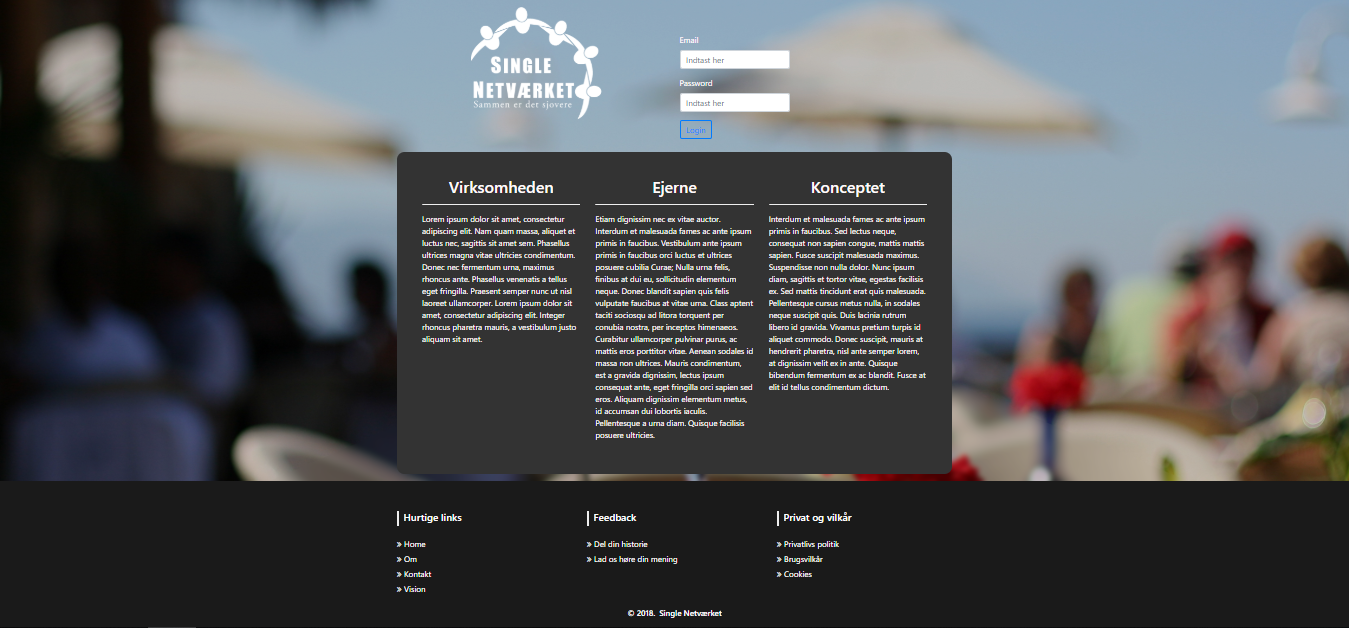 SINGLE
NETVÆRKET
Sammen er det sjovere
Email
Indtast her
Password
Indtast her
Login
Virksomheden
Lorem ipsum dolor sit amet, consectetur
adipiscing elit. Nam quam massa, aliquet et
luctus nec, sagittis sit amet sem. Phasellus
ultrices magna vitae ultricies condimentum.
Donec nec fermentum urna, maximus
rhoncus ante. Phasellus venenatis a tellus
eget fringilla. Praesent semper nunc ut nisl
laoreet ullamcorper. Lorem ipsum dolor sit
amet, consectetur adipiscing elit. Integer
rhoncus pharetra mauris, a vestibulum justo
aliquam sit amet.
Ejerne
Etiam dignissim nec ex vitae auctor.
Interdum et malesuada fames ac ante ipsum
primis in faucibus. Vestibulum ante ipsum
primis in faucibus orci luctus et ultrices
posuere cubilia Curae; Nulla urna felis,
finibus at dui eu, sollicitudin elementum
neque. Donec blandit sapien quis felis
vulputate faucibus at vitae urna. Class aptent
taciti sociosqu ad litora torquent per
conubia nostra, per inceptos himenaeos.
Curabitur ullamcorper pulvinar purus, ac
mattis eros porttitor vitae. Aenean sodales id
massa non ultrices. Mauris condimentum,
est a gravida dignissim, lectus ipsum
consequat ante, eget fringilla orci sapien sed
eros. Aliquam dignissim elementum metus,
id accumsan dui lobortis iaculis.
Pellentesque a urna diam. Quisque facilisis
posuere ultricies.
Konceptet
Interdum et malesuada fames ac ante ipsum
primis in faucibus. Sed lectus neque,
consequat non sapien congue, mattis mattis
sapien. Fusce suscipit malesuada maximus.
Suspendisse non nulla dolor. Nunc ipsum
diam, sagittis et tortor vitae, egestas facilisis
ex. Sed mattis tincidunt erat quis malesuada.
Pellentesque cursus metus nulla, in sodales
neque suscipit quis. Duis lacinia rutrum
libero id gravida. Vivamus pretium turpis id
aliquet commodo. Donec suscipit, mauris at
hendrerit pharetra, nisl ante semper lorem,
at dignissim velit ex in ante. Quisque
bibendum fermentum ex ac blandit. Fusce at
elit id tellus condimentum dictum.
Hurtige links
» Home
» Om
» Kontakt
» Vision
Feedback
» Del din historie
» Lad os høre din mening
Privat og vilkår
» Privatlivs politik
» Brugsvilkår
» Cookies
© 2018. Single Netværket